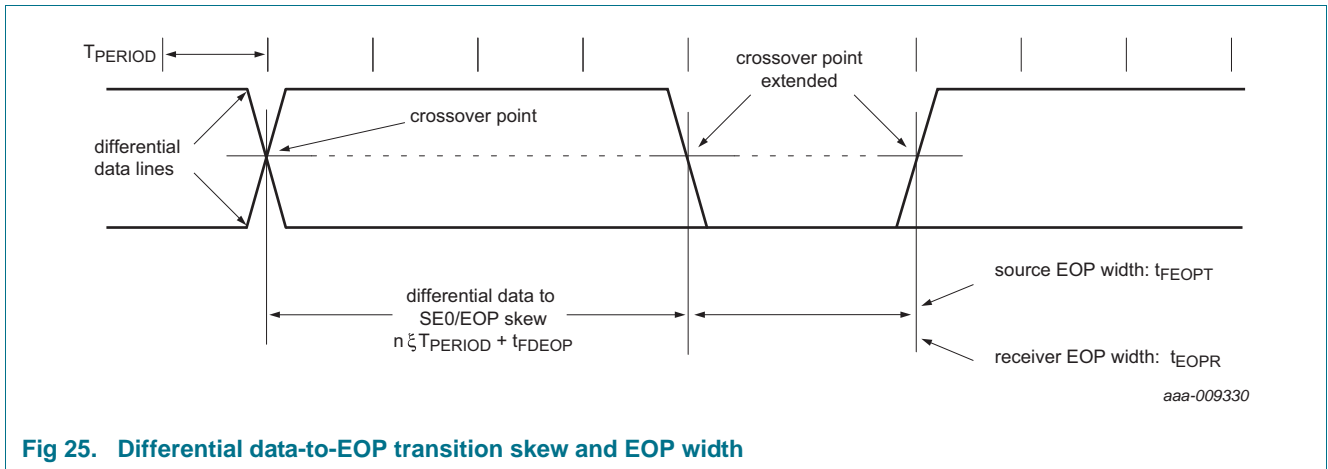 TPERIOD
crossover point
extended
crossover point
differential
data lines
source EOP width: tFEOPT
differential data to
SE0/EOP skew
n ξ TPERIOD + tFDEOP
receiver EOP width: tEOPR
aaa-009330
Fig 25. Differential data-to-EOP transition skew and EOP width